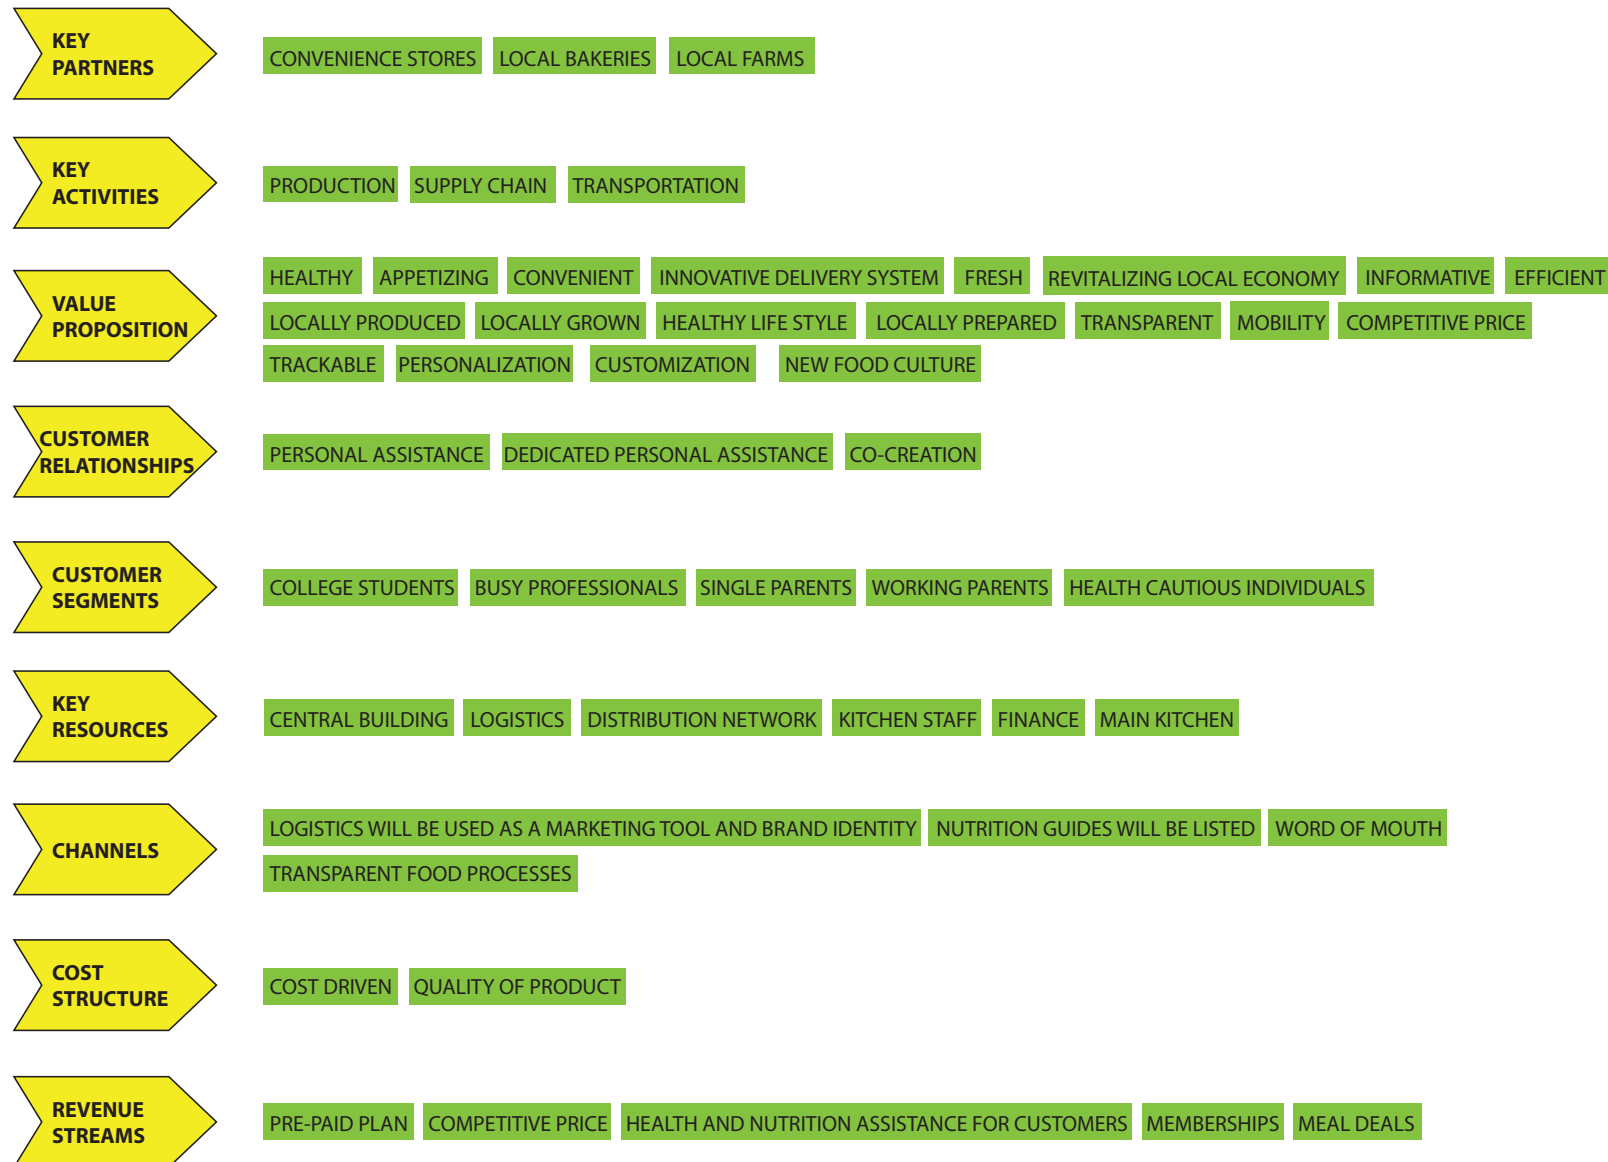 KEY
PARTNERS
CONVENIENCE STORES LOCAL BAKERIES LOCAL FARMS
KEY
ACTIVITIES
PRODUCTION SUPPLY CHAIN TRANSPORTATION
VALUE
PROPOSITION
HEALTHY APPETIZING CONVENIENT INNOVATIVE DELIVERY SYSTEM FRESH REVITALIZING LOCAL ECONOMY INFORMATIVE EFFICIENT
LOCALLY PRODUCED LOCALLY GROWN HEALTHY LIFE STYLE LOCALLY PREPARED TRANSPARENT MOBILITY COMPETITIVE PRICE
TRACKABLE PERSONALIZATION CUSTOMIZATION NEW FOOD CULTURE
CUSTOMER
RELATIONSHIPS
PERSONAL ASSISTANCE DEDICATED PERSONAL ASSISTANCE CO-CREATION
CUSTOMER
SEGMENTS
COLLEGE STUDENTS BUSY PROFESSIONALS SINGLE PARENTS WORKING PARENTS HEALTH CAUTIOUS INDIVIDUALS
KEY
RESOURCES
CENTRAL BUILDING LOGISTICS DISTRIBUTION NETWORK KITCHEN STAFF FINANCE MAIN KITCHEN
CHANNELS
LOGISTICS WILL BE USED AS A MARKETING TOOL AND BRAND IDENTITY NUTRITION GUIDES WILL BE LISTED WORD OF MOUTH
TRANSPARENT FOOD PROCESSES
COST
STRUCTURE
COST DRIVEN QUALITY OF PRODUCT
REVENUE
STREAMS
PRE-PAID PLAN COMPETITIVE PRICE HEALTH AND NUTRITION ASSISTANCE FOR CUSTOMERS MEMBERSHIPS MEAL DEALS